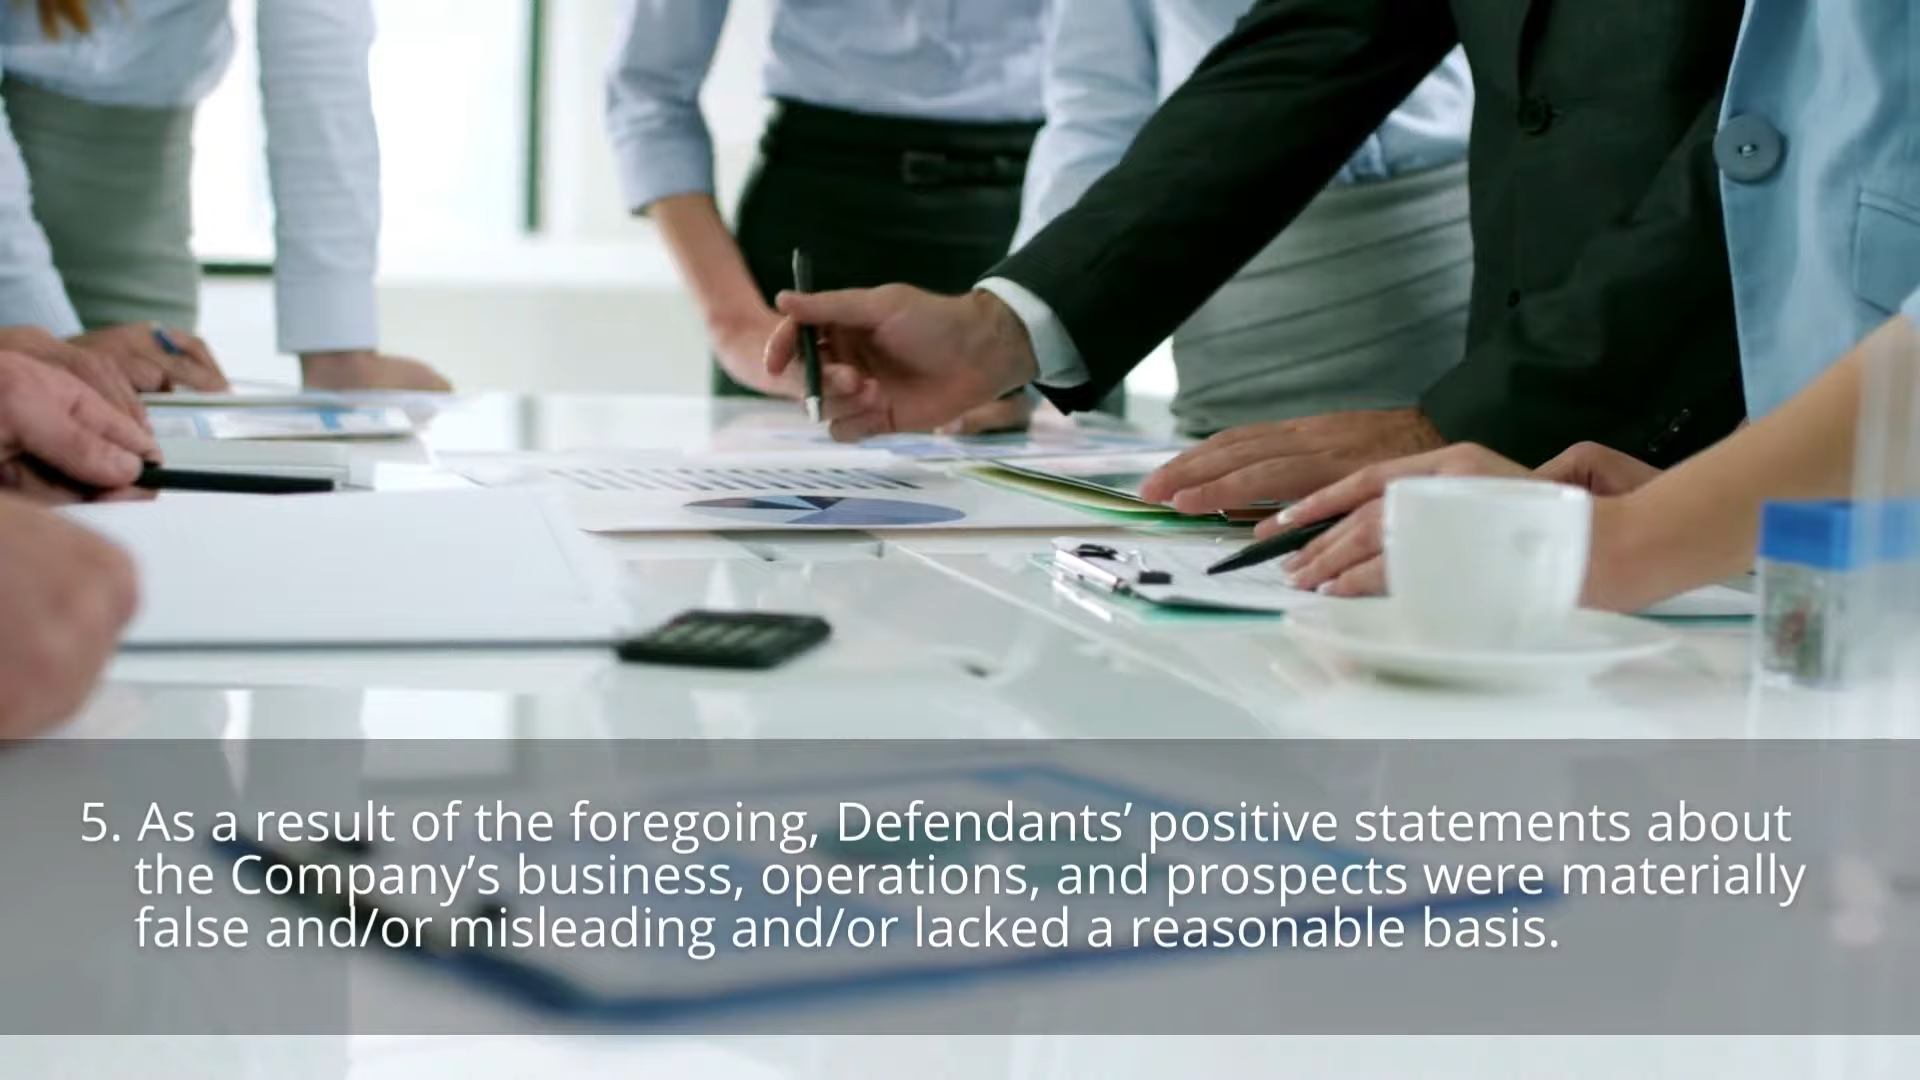 5. As a result of the foregoing, Defendants’ positive statements about
the Company’s business, operations, and prospects were materially
false and/or misleading and/or lacked a reasonable basis.